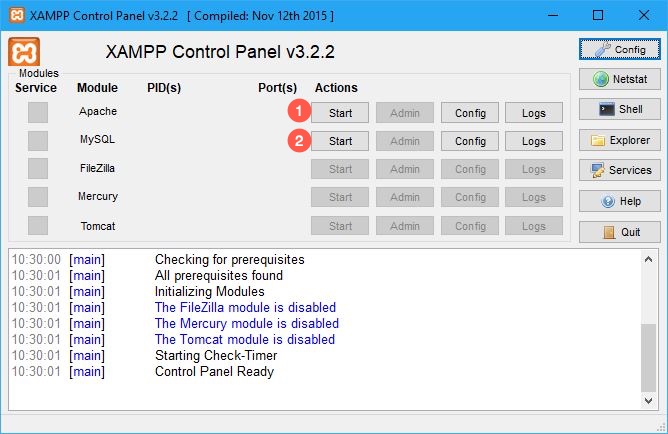 XAMPP Control Panel v3.2.2 [ Compiled: Nov 12th 2015 ]
XAMPP Control Panel v3.2.2
Config
Modules
Service Module PID(s) Port(s) Actions
Netstat
Apache 1 Start Admin Config Logs
Shell
MySQL 2 Start Admin Config Logs
Explorer
FileZilla Start Admin Config Logs
Services
Mercury Start Admin Config Logs
Help
Tomcat Start Admin Config Logs
Quit
10:30:00 [main] Checking for prerequisites
10:30:01 [main] All prerequisites found
10:30:01 [main] Initializing Modules
10:30:01 [main] The FileZilla module is disabled
10:30:01 [main] The Mercury module is disabled
10:30:01 [main] The Tomcat module is disabled
10:30:01 [main] Starting Check-Timer
10:30:01 [main] Control Panel Ready